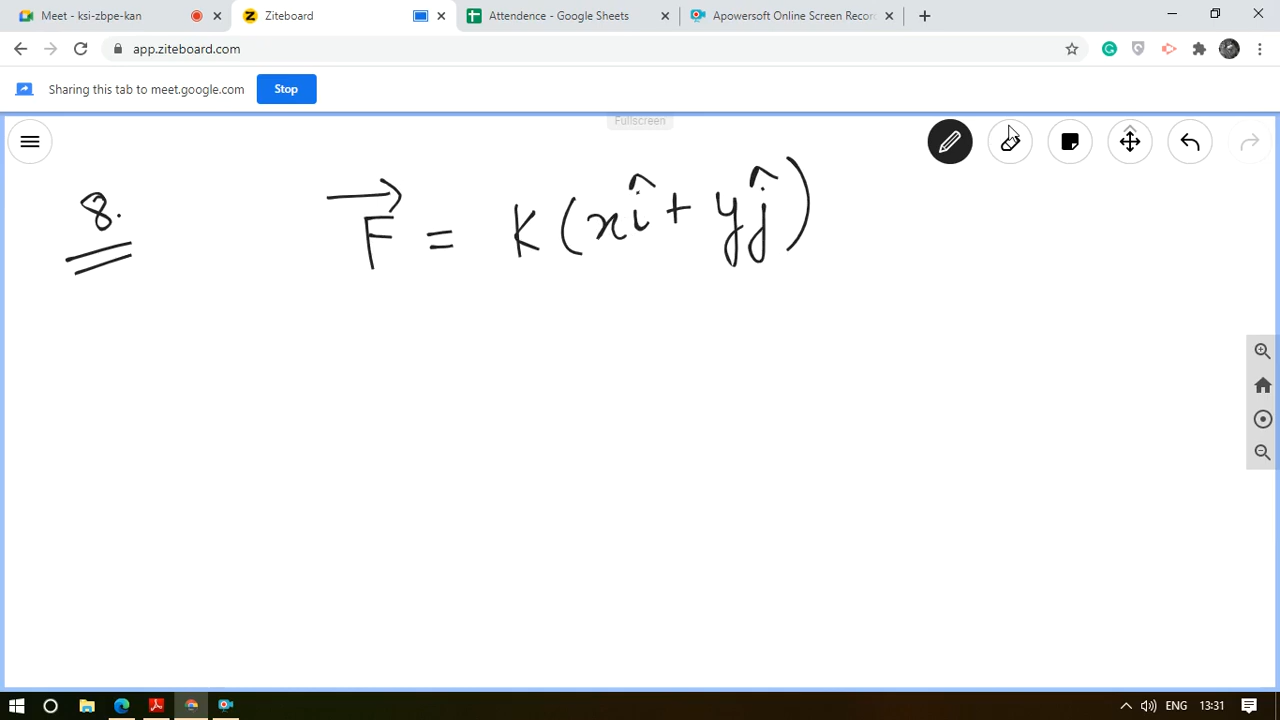 Meet - ksi-zbpe-kan
Ziteboard
Attendence - Google Sheets
Apowersoft Online Screen Recor
app.ziteboard.com
Sharing this tab to meet.google.com
Stop
Fullscreen
8. F⃗ = K(xî + yĵ)
ENG
13:31